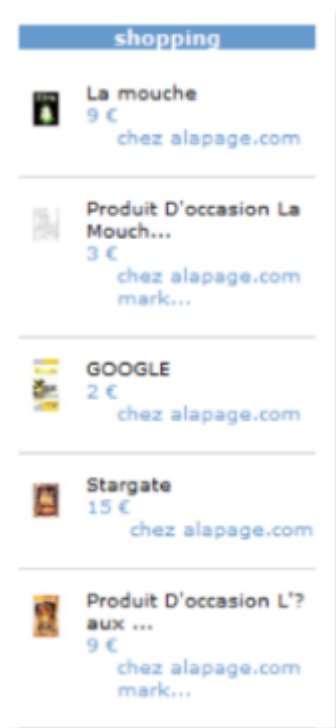 shopping
La mouche
9 €
chez alapage.com
Produit D'occasion La
Mouch...
3 €
chez alapage.com
mark...
GOOGLE
2 €
chez alapage.com
Stargate
15 €
chez alapage.com
Produit D'occasion L'?
aux ...
9 €
chez alapage.com
mark...